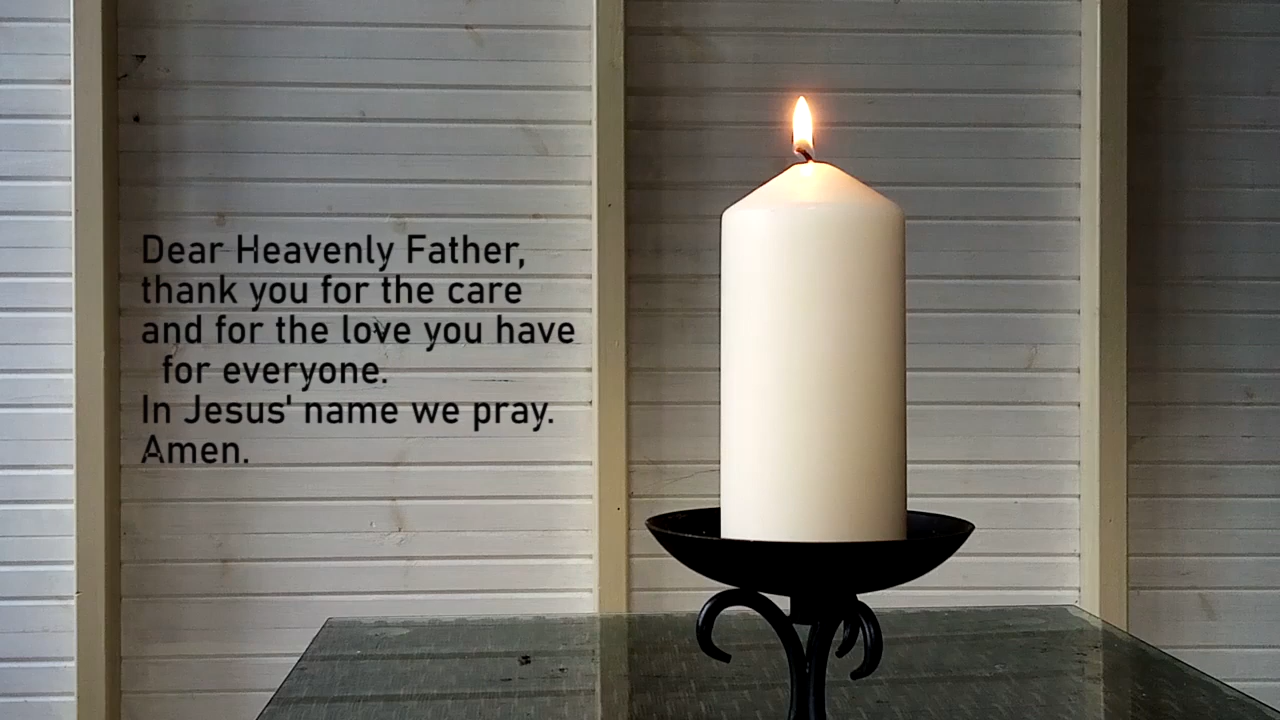 Dear Heavenly Father,
thank you for the care
and for the love you have
for everyone.
In Jesus' name we pray.
Amen.